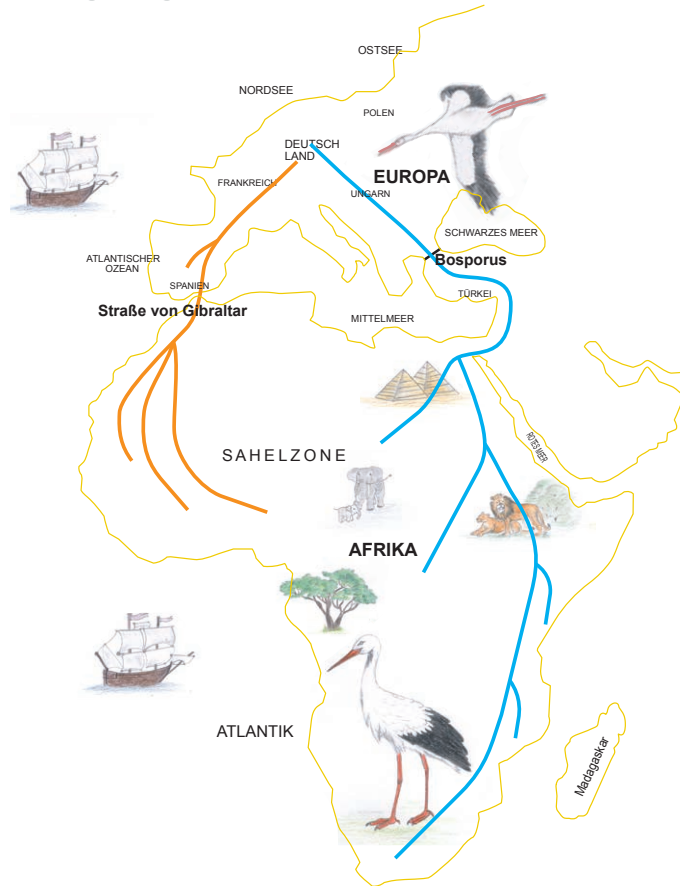 OSTSEE
NORDSEE
POLEN
DEUTSCH
LAND
EUROPA
FRANKREICH
UNGARN
SCHWARZES MEER
ATLANTISCHER
OZEAN
Bosporus
SPANIEN
TÜRKEI
Straße von Gibraltar
MITTELMEER
SAHELZONE
ROTES MEER
AFRIKA
ATLANTIK
Madagaskar